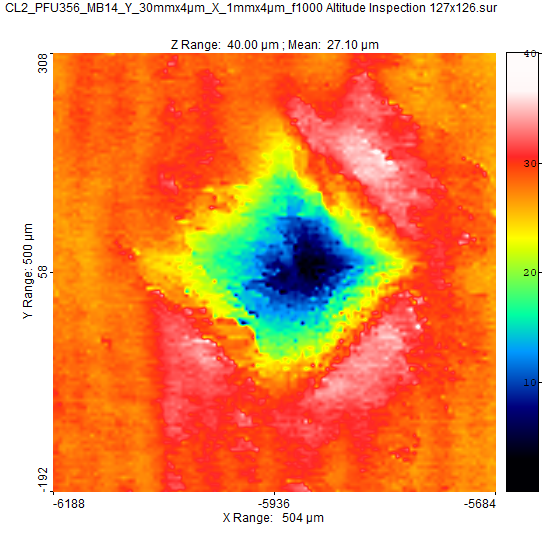 CL2_PFU356_MB14_Y_30mmx4µm_X_1mmx4µm_f1000 Altitude Inspection 127x126.sur
Z Range: 40.00 µm ; Mean: 27.10 µm
308
40
30
Y Range: 500 µm
58
20
10
-192
-6188
-5936
-5684
X Range: 504 µm